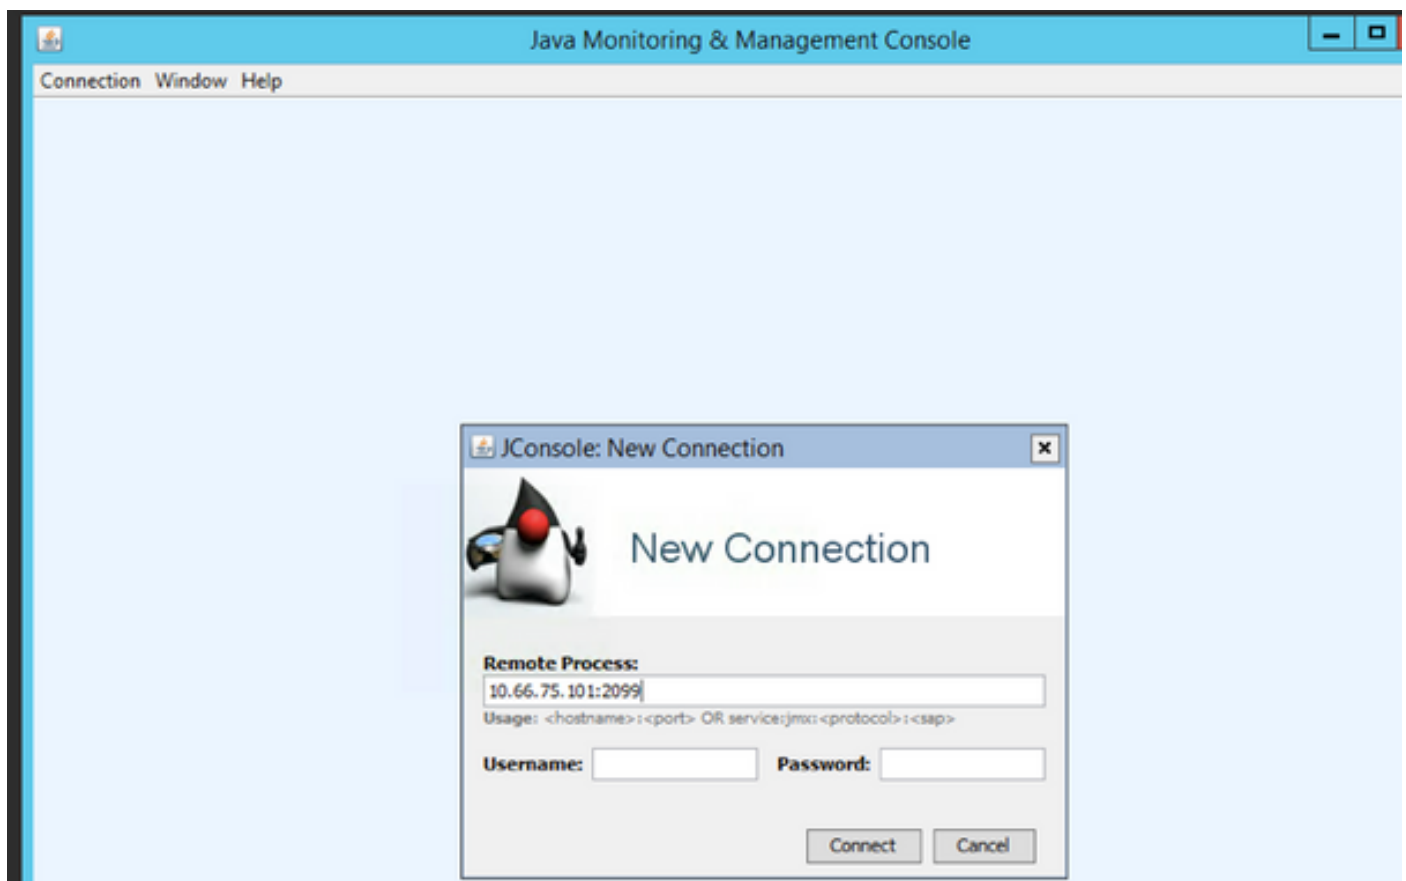 Java Monitoring & Management Console
Connection Window Help
JConsole: New Connection
New Connection
Remote Process:
10.66.75.101:2099
Usage: <hostname>:<port> OR service:jmx:<protocol>:<sap>
Username: Password:
Connect Cancel